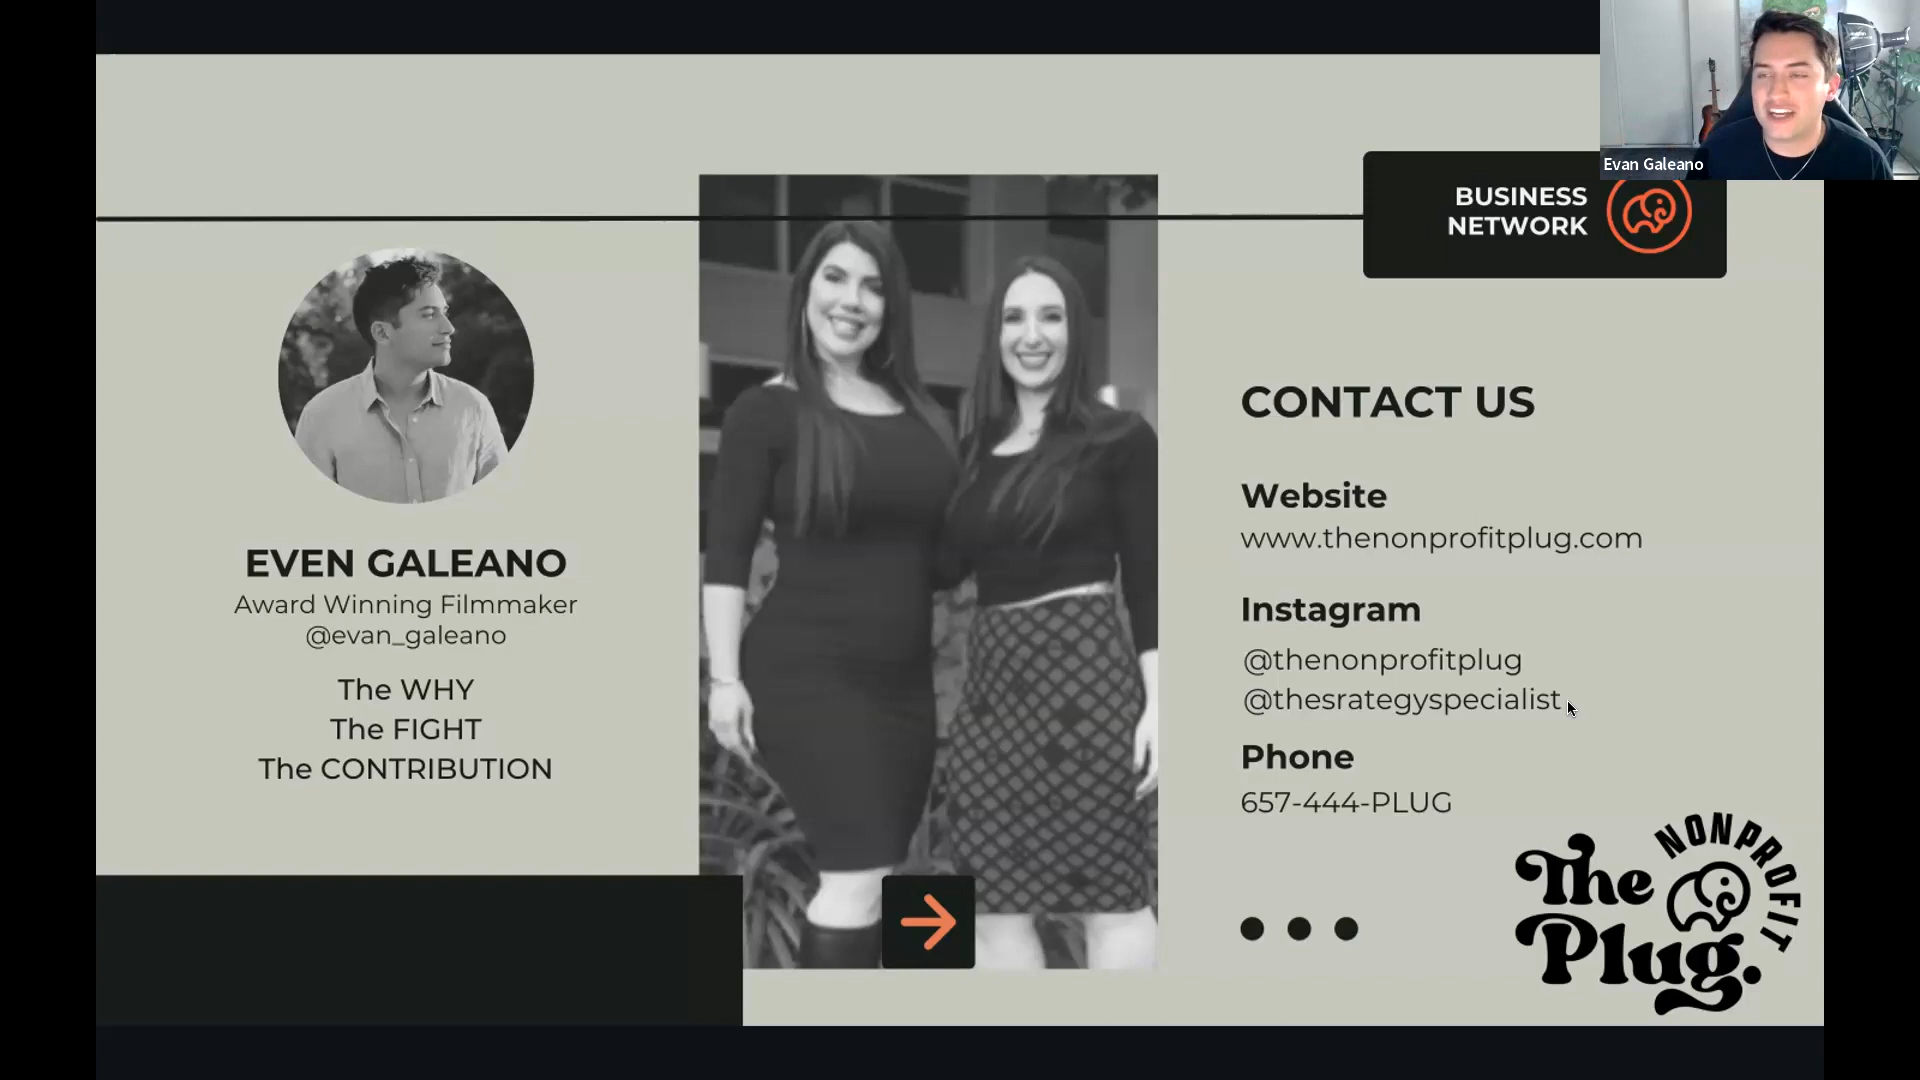 Evan Galeano
BUSINESS
NETWORK
EVEN GALEANO
Award Winning Filmmaker
@evan_galeano
The WHY
The FIGHT
The CONTRIBUTION
CONTACT US
Website
www.thenonprofitplug.com
Instagram
@thenonprofitplug
@thesrategyspecialist
Phone
657-444-PLUG
The
NONPROFIT
Plug.